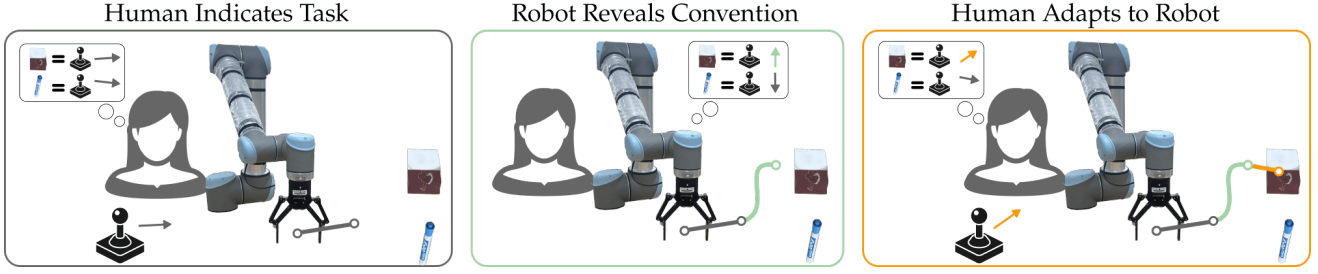 Human Indicates Task
Robot Reveals Convention
Human Adapts to Robot